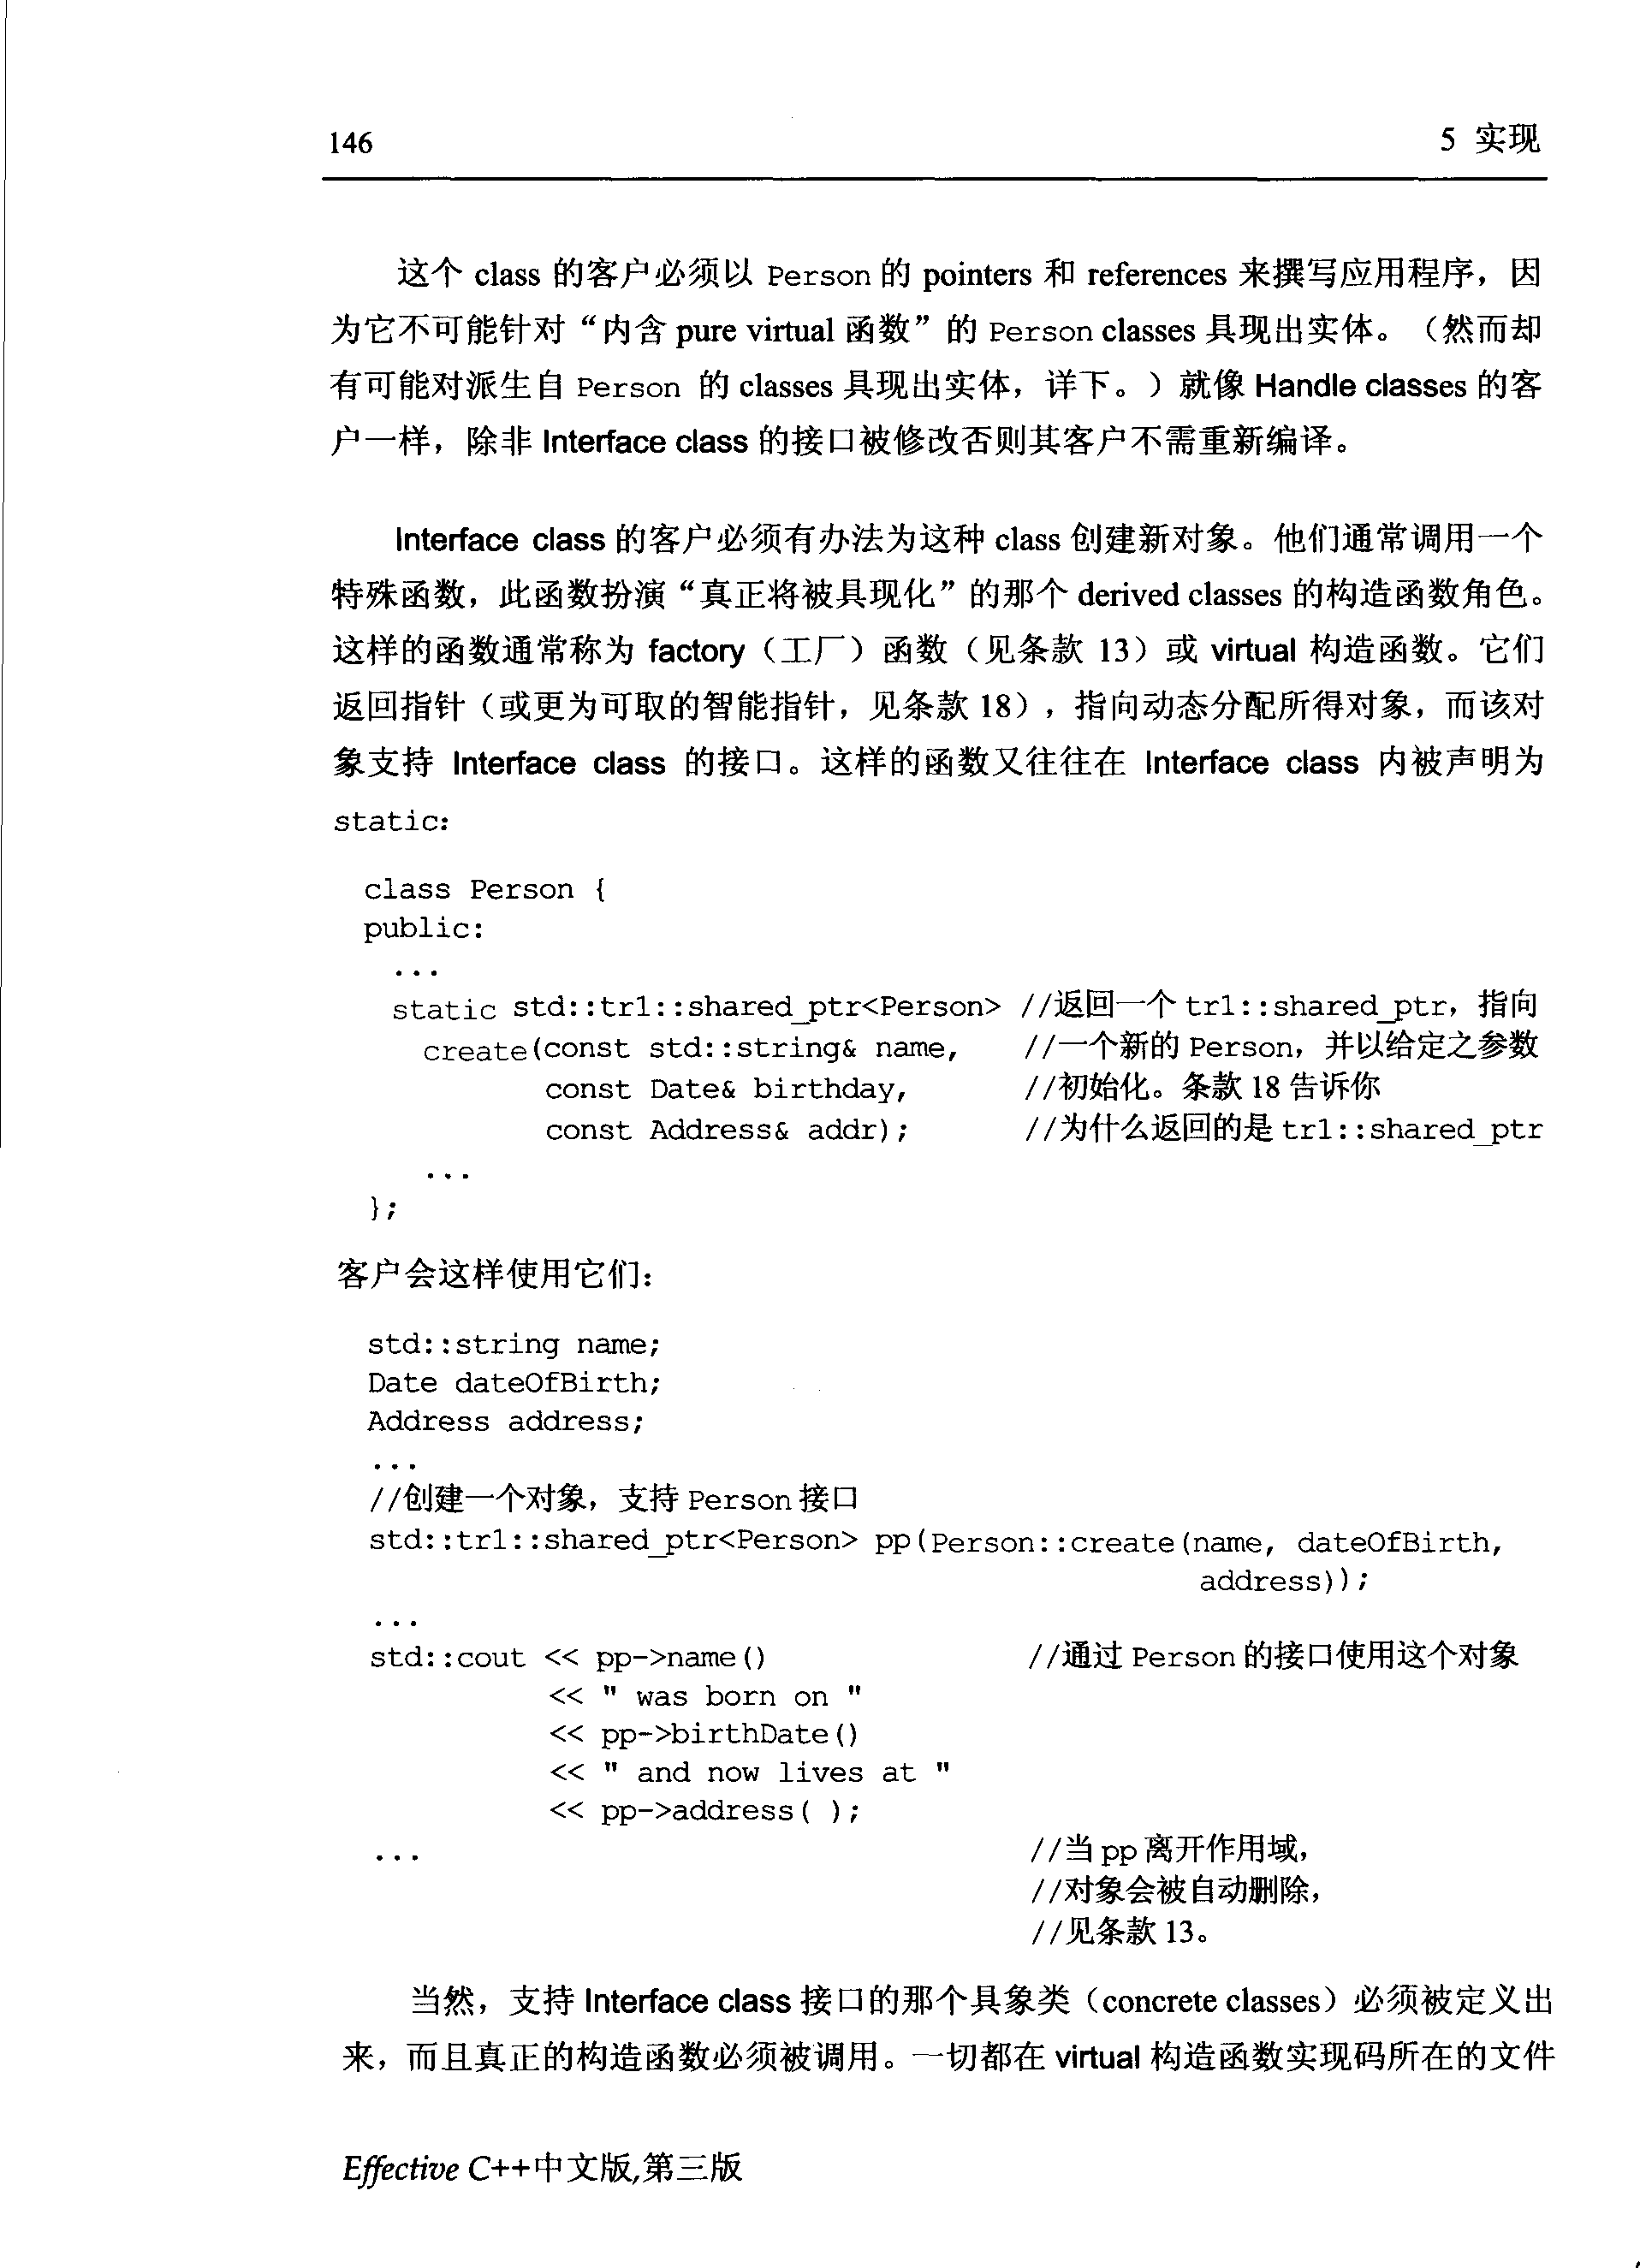 146
5 实现
这个 class 的客户必须以 Person 的 pointers 和 references 来撰写应用程序，因
为它不可能针对“内含 pure virtual 函数”的 Person classes 具现出实体。（然而却
有可能对派生自 Person 的 classes 具现出实体，详下。）就像 Handle classes 的客
户一样，除非 Interface class 的接口被修改否则其客户不需重新编译。
Interface class 的客户必须有办法为这种 class 创建新对象。他们通常调用一个
特殊函数，此函数扮演“真正将被具现化”的那个 derived classes 的构造函数角色。
这样的函数通常称为 factory（工厂）函数（见条款 13）或 virtual 构造函数。它们
返回指针（或更为可取的智能指针，见条款 18），指向动态分配所得对象，而该对
象支持 Interface class 的接口。这样的函数又往往在 Interface class 内被声明为
static:
class Person {
public:
...
static std::tr1::shared_ptr<Person> //返回一个 tr1::shared_ptr，指向
create(const std::string& name, //一个新的 Person，并以给定之参数
const Date& birthday, //初始化。条款 18 告诉你
const Address& addr); //为什么返回的是 tr1::shared_ptr
...
};
客户会这样使用它们：
std::string name;
Date dateOfBirth;
Address address;
...
//创建一个对象，支持 Person 接口
std::tr1::shared_ptr<Person> pp(Person::create(name, dateOfBirth,
address));
...
std::cout << pp->name() //通过 Person 的接口使用这个对象
<< " was born on "
<< pp->birthDate()
<< " and now lives at "
<< pp->address( );
... //当 pp 离开作用域，
//对象会被自动删除，
//见条款 13。
当然，支持 Interface class 接口的那个具象类（concrete classes）必须被定义出
来，而且真正的构造函数必须被调用。一切都在 virtual 构造函数实现码所在的文件
Effective C++中文版,第三版